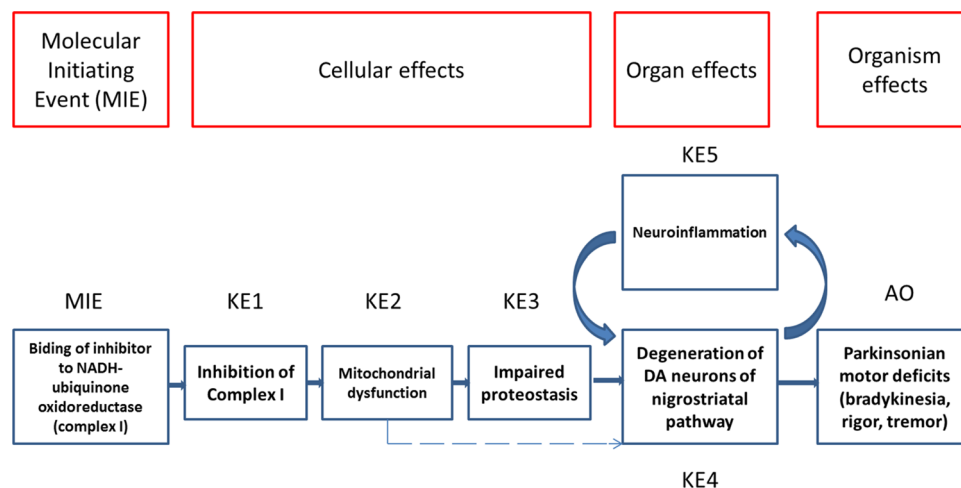 Molecular
Initiating
Event (MIE)
Cellular effects
Organ effects
Organism
effects
KE5
Neuroinflammation
MIE
KE1
KE2
KE3
AO
Biding of inhibitor
to NADH-
ubiquinone
oxidoreductase
(complex I)
Inhibition of
Complex I
Mitochondrial
dysfunction
Impaired
proteostasis
Degeneration of
DA neurons of
nigrostriatal
pathway
Parkinsonian
motor deficits
(bradykinesia,
rigor, tremor)
KE4